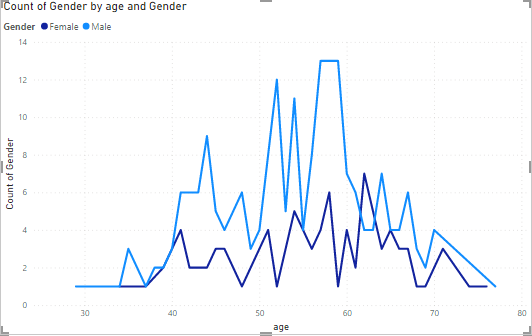 Count of Gender by age and Gender
Gender Female Male
14
12
10
8
6
4
2
0
Count of Gender
30 40 50 60 70 80
age